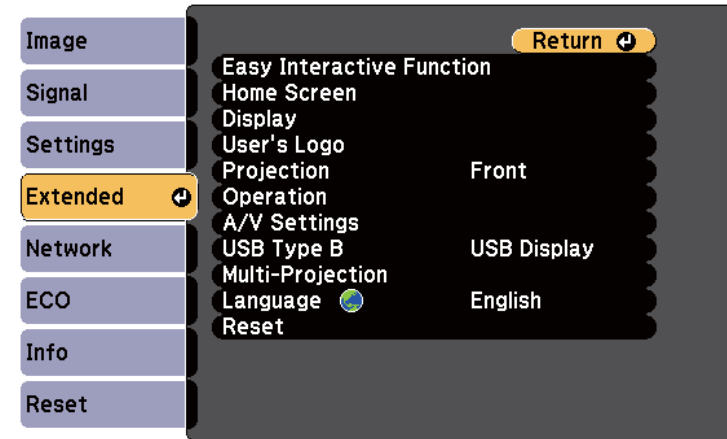 Image
Signal
Settings
Extended
Network
ECO
Info
Reset
Return
Easy Interactive Function
Home Screen
Display
User's Logo
Projection Front
Operation
A/V Settings
USB Type B USB Display
Multi-Projection
Language English
Reset